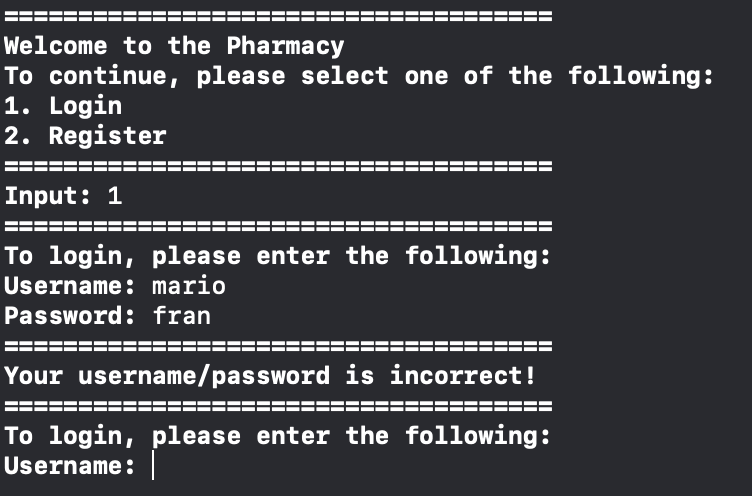 =====================================
Welcome to the Pharmacy
To continue, please select one of the following:
1. Login
2. Register
=====================================
Input: 1
=====================================
To login, please enter the following:
Username: mario
Password: fran
=====================================
Your username/password is incorrect!
=====================================
To login, please enter the following:
Username: